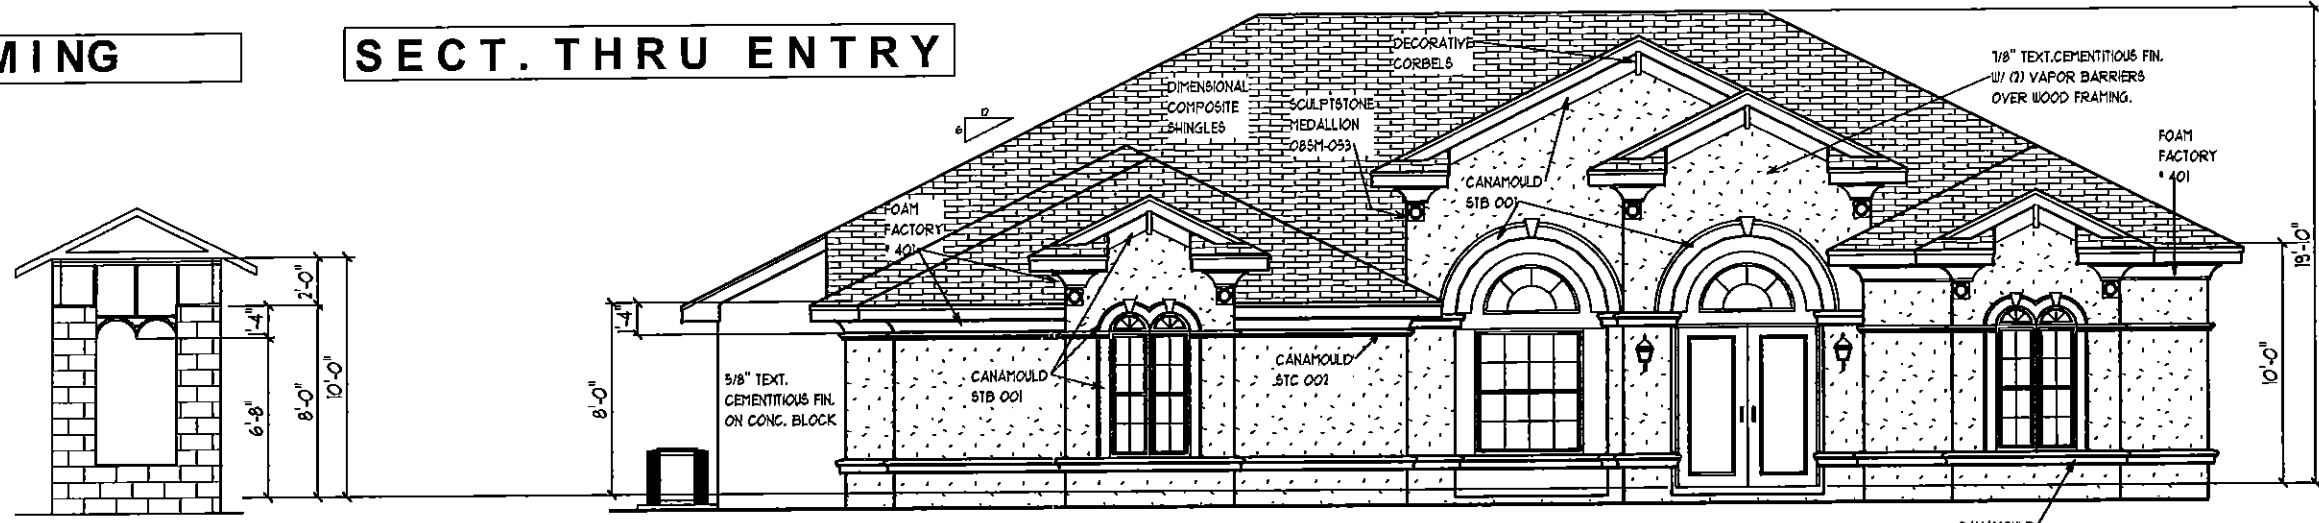 MING
SECT. THRU ENTRY
DECORATIVE
CORBELS
7/8" TEXT.CEMENTITIOUS FIN.
W/ (2) VAPOR BARRIERS
OVER WOOD FRAMING.
DIMENSIONAL
COMPOSITE
SHINGLES
SCULPTSTONE
MEDALLION
OBSM-053
12
6
FOAM
FACTORY
401
CANAMOULD
STB 001
FOAM
FACTORY
401
2'-0"
1'-4"
6'-8"
8'-0"
10'-0"
1'-4"
8'-0"
5/8" TEXT.
CEMENTITIOUS FIN.
ON CONC. BLOCK
CANAMOULD
STB 001
CANAMOULD
STC 002
10'-0"
19'-0"
CANAMOULD